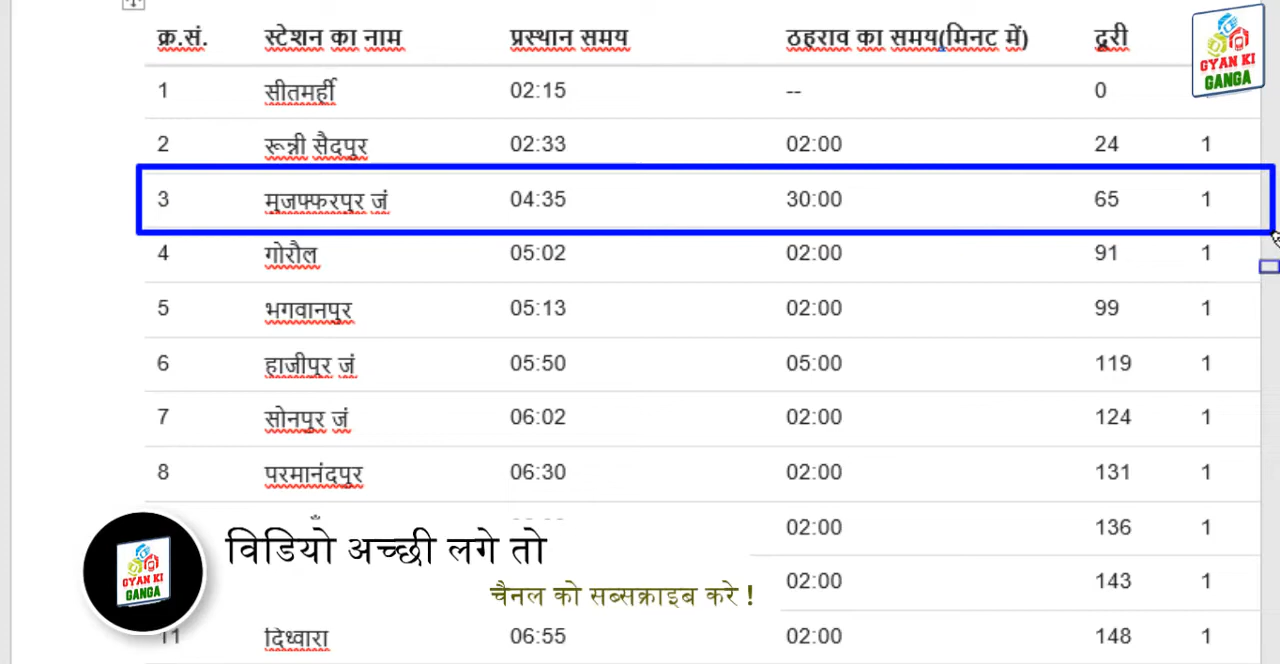 क्र.सं. स्टेशन का नाम प्रस्थान समय ठहराव का समय(मिनट में) दूरी
GYAN KI
GANGA
1 सीतमर्ही 02:15 -- 0
2 रून्नी सैदपुर 02:33 02:00 24 1
3 मुजफ्फरपुर जं 04:35 30:00 65 1
4 गोरौल 05:02 02:00 91 1
5 भगवानपुर 05:13 02:00 99 1
6 हाजीपुर जं 05:50 05:00 119 1
7 सोनपुर जं 06:02 02:00 124 1
8 परमानंदपुर 06:30 02:00 131 1
02:00 136 1
विडियो अच्छी लगे तो
GYAN KI
GANGA
02:00 143 1
चैनल को सब्सक्राइब करे !
11 दिध्वारा 06:55 02:00 148 1